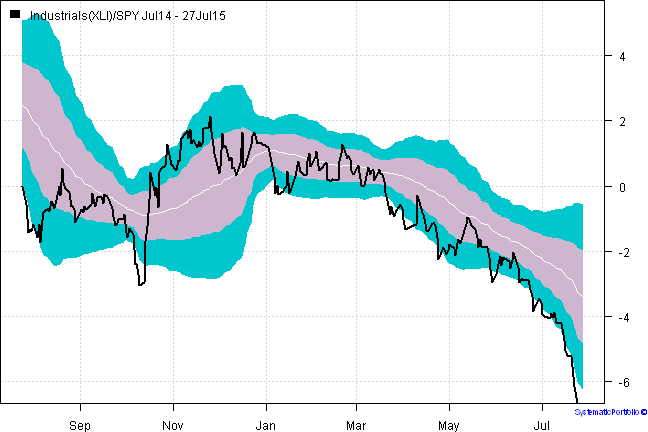 Industrials(XLI)/SPY Jul14 - 27Jul15
4
2
0
-2
-4
-6
Sep Nov Jan Mar May Jul
SystematicPortfolio ©